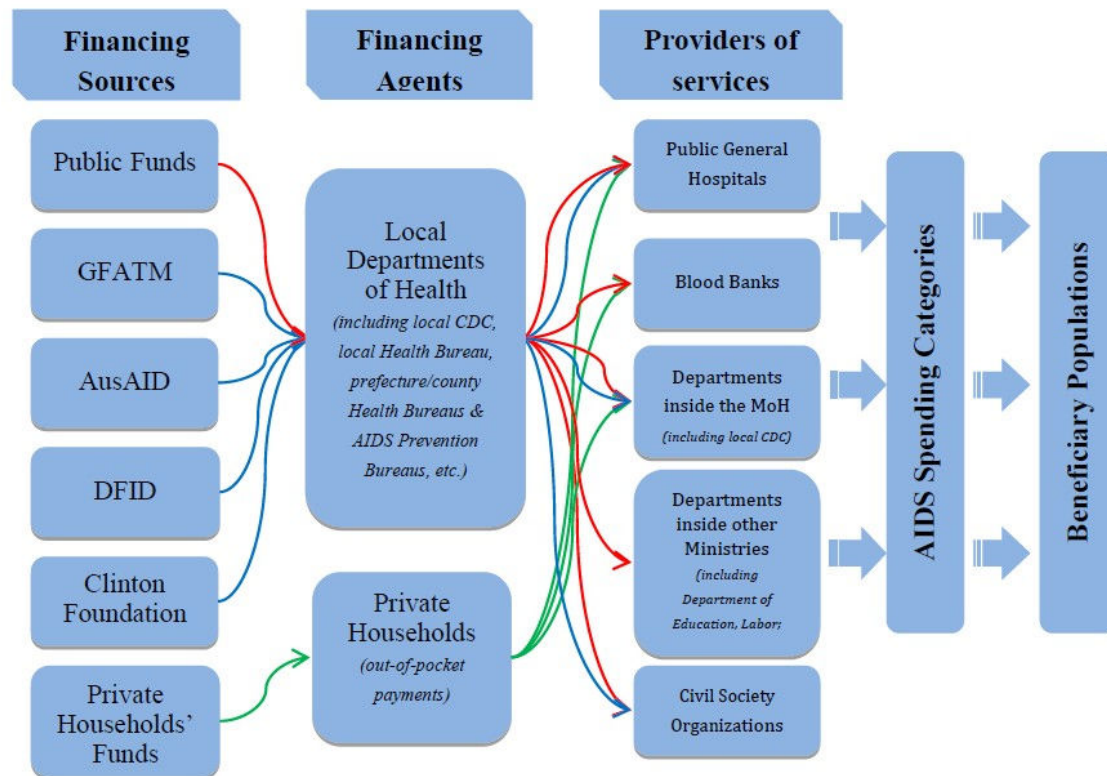 Financing
Sources
Financing
Agents
Providers of
services
Public Funds
GFATM
AusAID
DFID
Clinton
Foundation
Private
Households’
Funds
Local
Departments
of Health
(including local CDC,
local Health Bureau,
prefecture/county
Health Bureaus &
AIDS Prevention
Bureaus, etc.)
Private
Households
(out-of-pocket
payments)
Public General
Hospitals
Blood Banks
Departments
inside the MoH
(including local CDC)
Departments
inside other
Ministries
(including
Department of
Education, Labor;
Civil Society
Organizations
AIDS Spending Categories
Beneficiary Populations